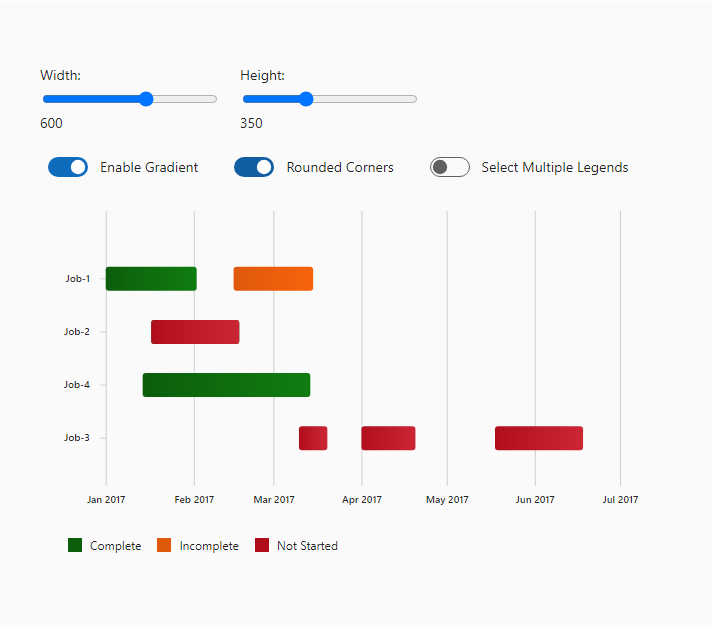 Width: Height:
600 350
Enable Gradient Rounded Corners Select Multiple Legends
Job-1
Job-2
Job-4
Job-3
Jan 2017 Feb 2017 Mar 2017 Apr 2017 May 2017 Jun 2017 Jul 2017
Complete Incomplete Not Started